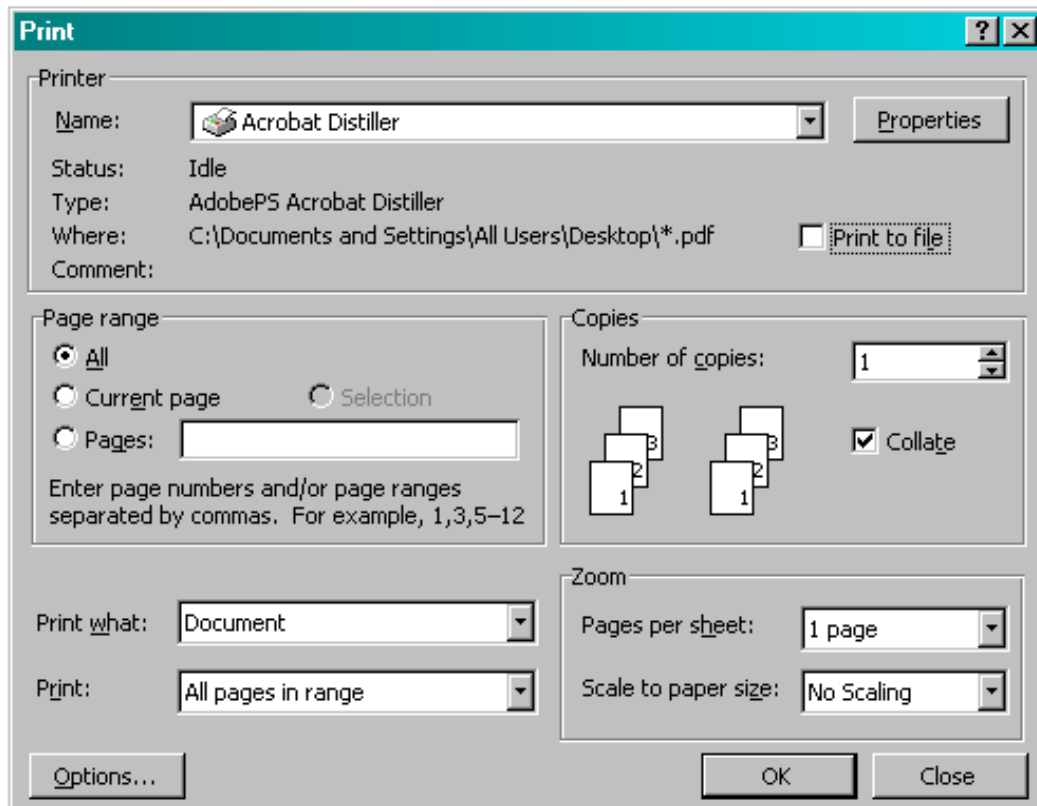 Print
Printer
Name: Acrobat Distiller Properties
Status: Idle
Type: AdobePS Acrobat Distiller
Where: C:\Documents and Settings\All Users\Desktop\*.pdf Print to file
Comment:
Page range
All
Current page Selection
Pages:
Enter page numbers and/or page ranges
separated by commas. For example, 1,3,5–12
Copies
Number of copies: 1
3 3
2 2
1 1
Collate
Print what: Document
Print: All pages in range
Zoom
Pages per sheet: 1 page
Scale to paper size: No Scaling
Options... OK Close